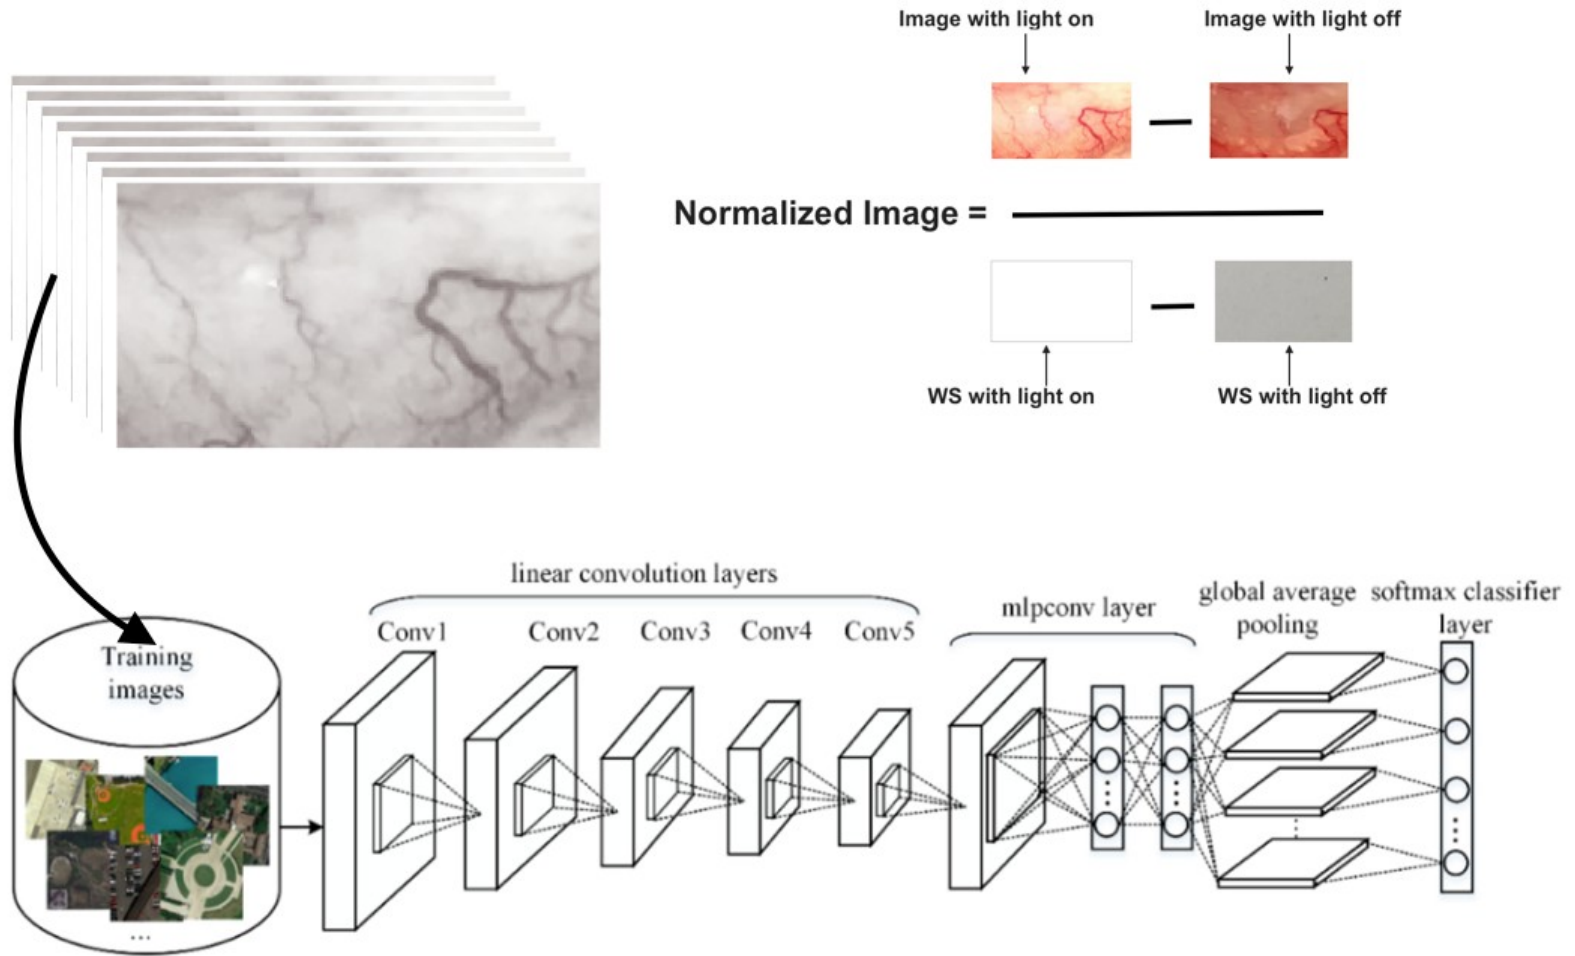 Image with light on
Image with light off
Normalized Image =
WS with light on
WS with light off
linear convolution layers
Conv1
Conv2
Conv3
Conv4
Conv5
mlpconv layer
global average
pooling
softmax classifier
layer
Training
images
...